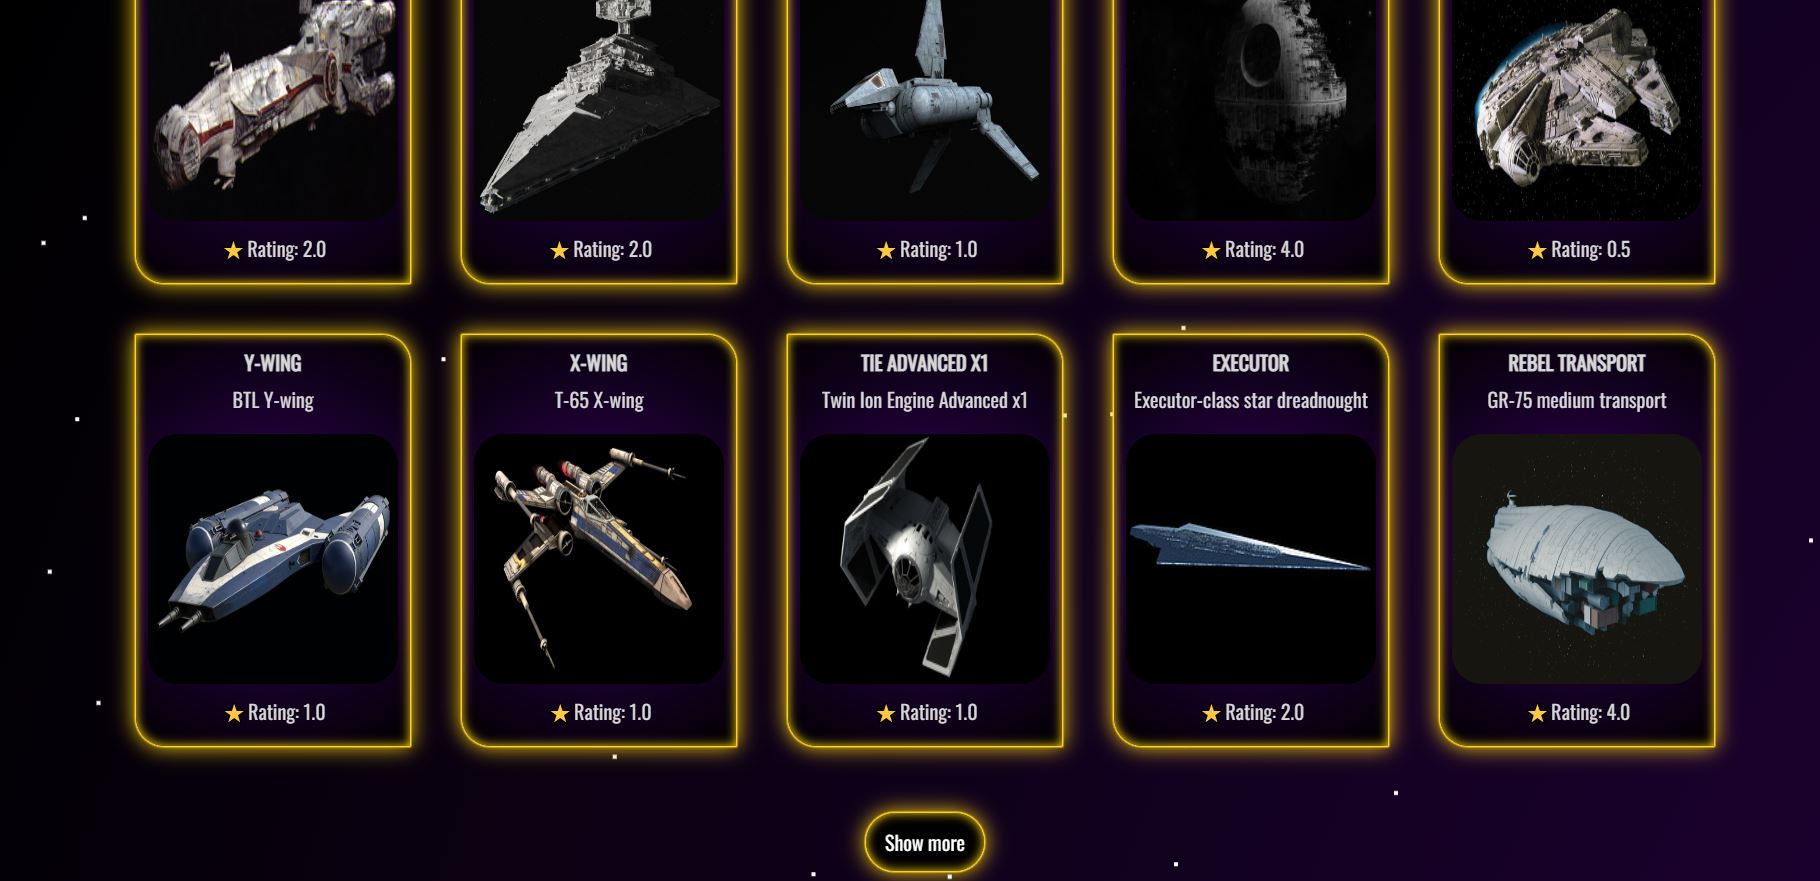 Rating: 2.0
Rating: 2.0
Rating: 1.0
Rating: 4.0
Rating: 0.5
Y-WING
BTL Y-wing
Rating: 1.0
X-WING
T-65 X-wing
Rating: 1.0
TIE ADVANCED X1
Twin Ion Engine Advanced x1
Rating: 1.0
EXECUTOR
Executor-class star dreadnought
Rating: 2.0
REBEL TRANSPORT
GR-75 medium transport
Rating: 4.0
Show more